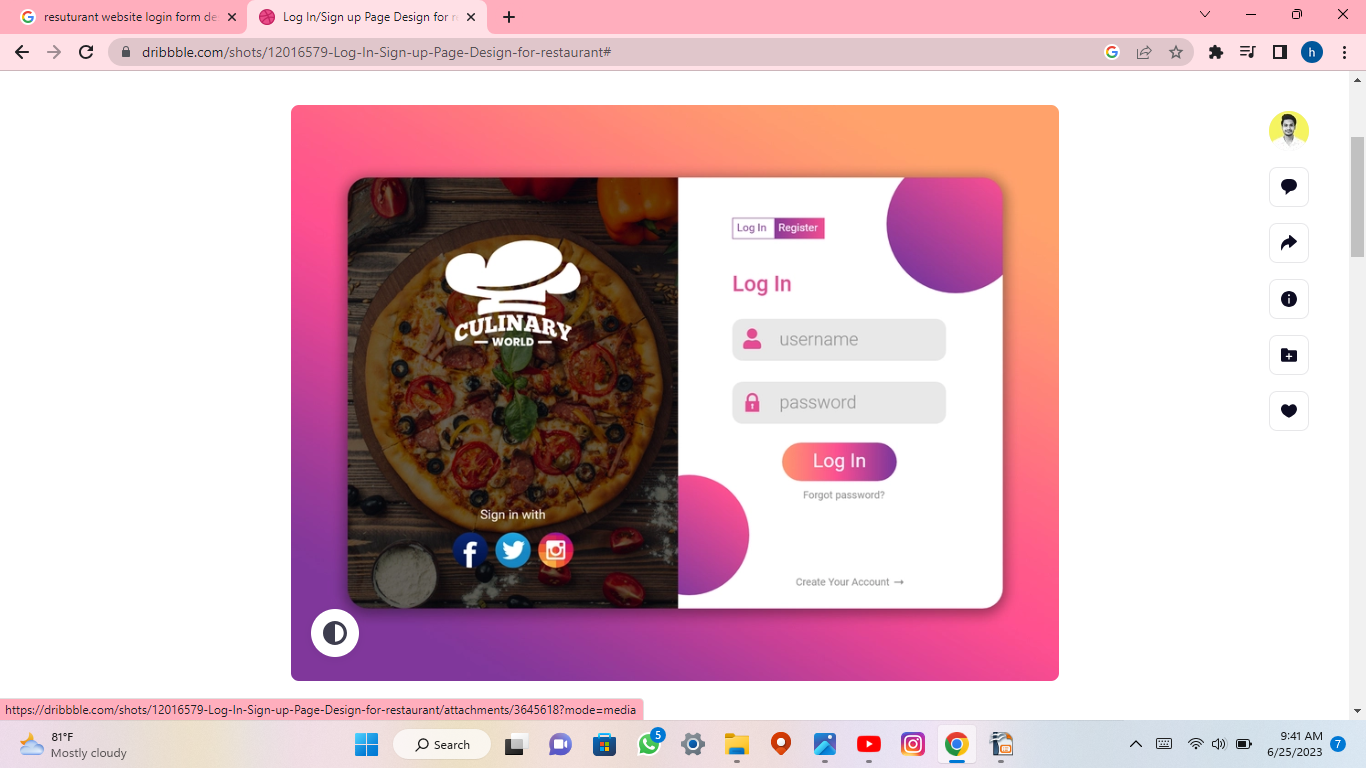 resuturant website login form de
Log In/Sign up Page Design for r
dribbble.com/shots/12016579-Log-In-Sign-up-Page-Design-for-restaurant#
h
CULINARY
WORLD
Sign in with
Log In Register
Log In
username
password
Log In
Forgot password?
Create Your Account →
https://dribbble.com/shots/12016579-Log-In-Sign-up-Page-Design-for-restaurant/attachments/3645618?mode=media
81°F
Mostly cloudy
Search
5
9:41 AM
6/25/2023
7